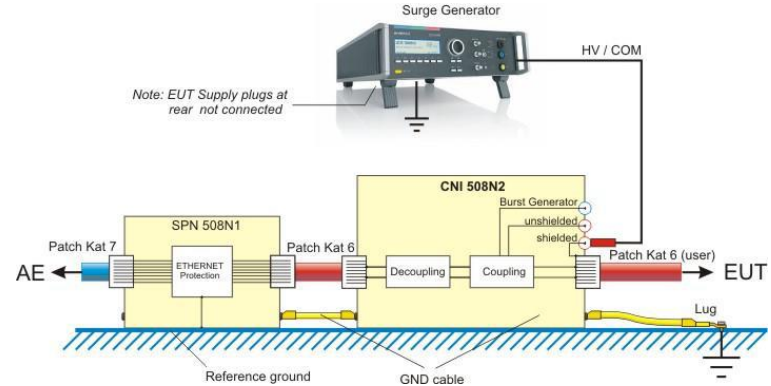 Surge Generator
HV / COM
Note: EUT Supply plugs at
rear not connected
CNI 508N2
Burst Generator
SPN 508N1
unshielded
shielded
Patch Kat 7
Patch Kat 6
Patch Kat 6 (user)
AE
ETHERNET
Protection
Decoupling
Coupling
EUT
Lug
Reference ground
GND cable